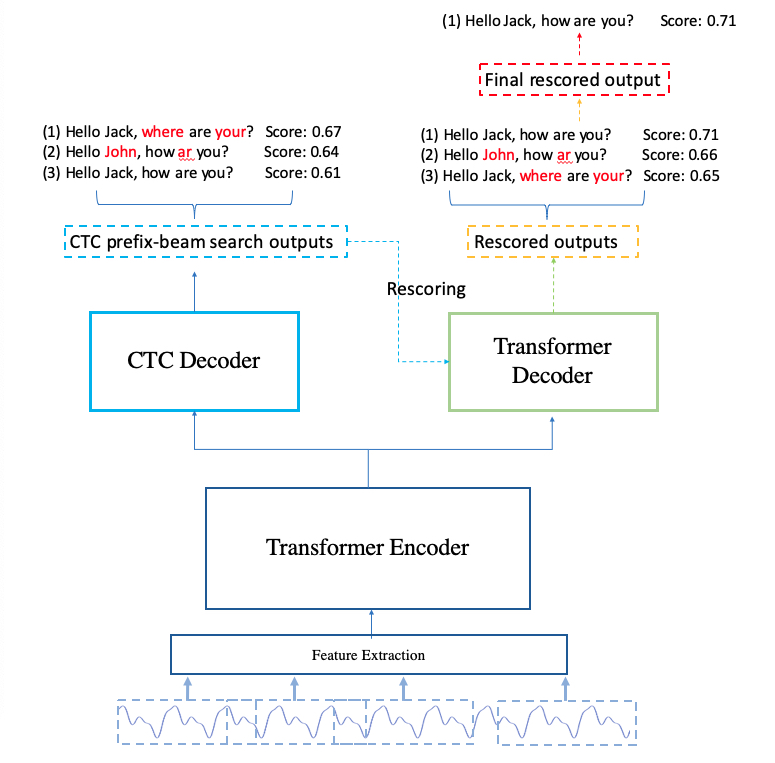 (1) Hello Jack, how are you? Score: 0.71
Final rescored output
(1) Hello Jack, where are your? Score: 0.67
(2) Hello John, how ar you? Score: 0.64
(3) Hello Jack, how are you? Score: 0.61
(1) Hello Jack, how are you? Score: 0.71
(2) Hello John, how ar you? Score: 0.66
(3) Hello Jack, where are your? Score: 0.65
CTC prefix-beam search outputs
Rescored outputs
Rescoring
CTC Decoder
Transformer
Decoder
Transformer Encoder
Feature Extraction